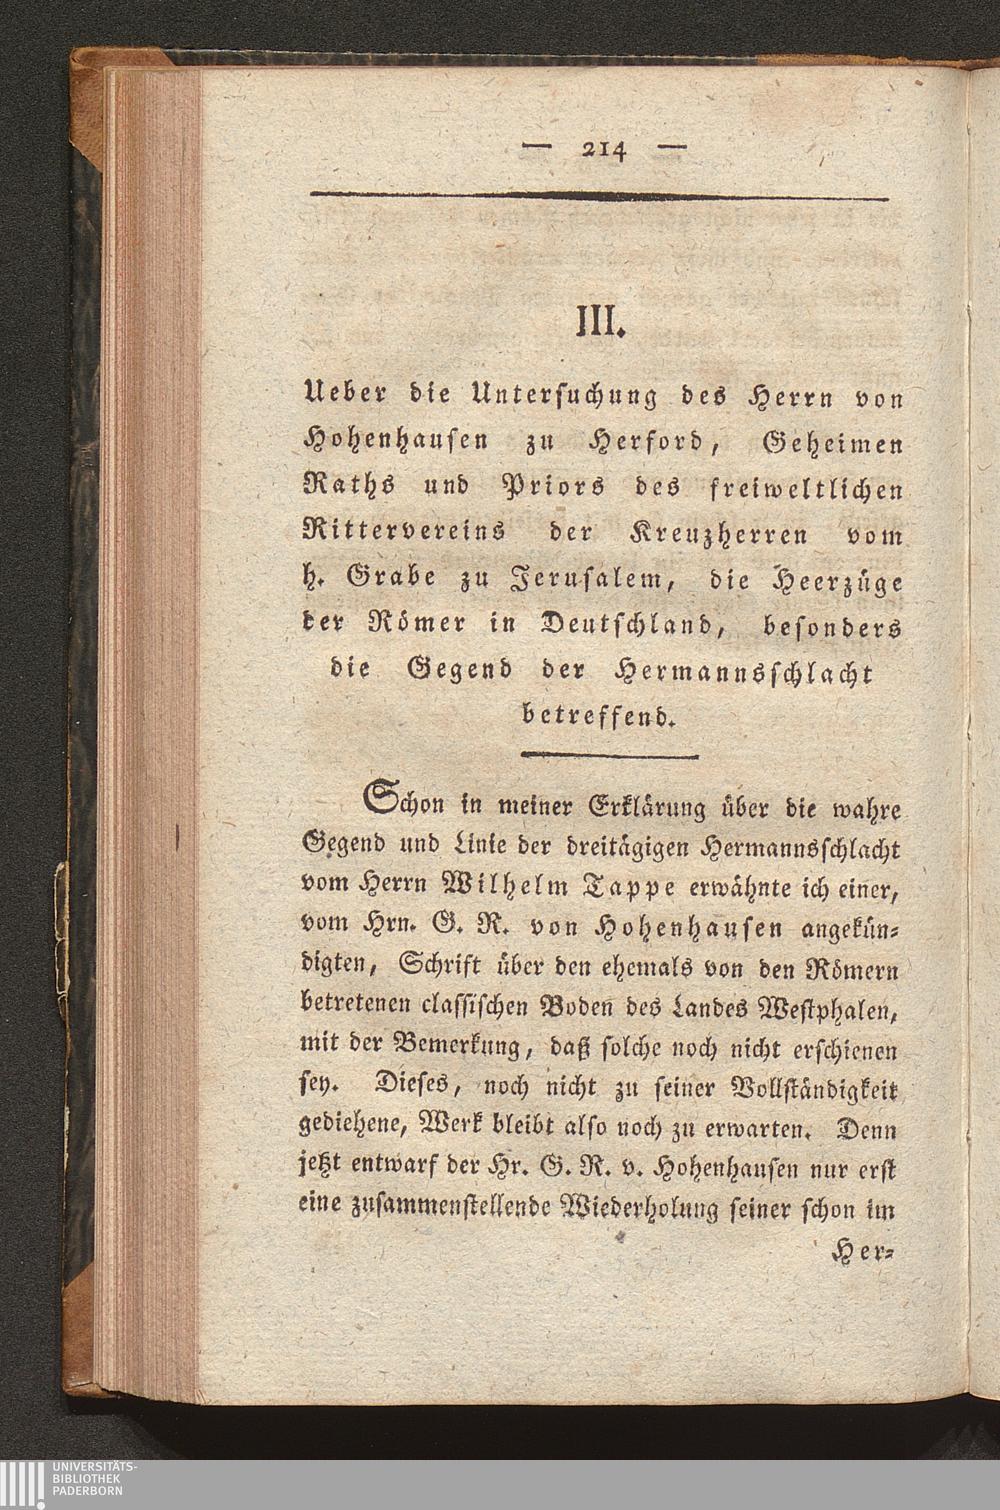 — 214 —
III.
Ueber die Untersuchung des Herrn von
Hohenhausen zu Herford, Geheimen
Raths und Priors des freiweltlichen
Rittervereins der Kreuzherren vom
h. Grabe zu Jerusalem, die Heerzüge
der Römer in Deutschland, besonders
die Gegend der Hermannsschlacht
betreffend.
Schon in meiner Erklärung über die wahre
Gegend und Linie der dreitägigen Hermannsschlacht
vom Herrn Wilhelm Tappe erwähnte ich einer,
vom Hrn. G. R. von Hohenhausen angekün-
digten, Schrift über den ehemals von den Römern
betretenen classischen Boden des Landes Westphalen,
mit der Bemerkung, daß solche noch nicht erschienen
sey. Dieses, noch nicht zu seiner Vollständigkeit
gediehene, Werk bleibt also noch zu erwarten. Denn
jetzt entwarf der Hr. G. R. v. Hohenhausen nur erst
eine zusammenstellende Wiederholung seiner schon im
Her-
UNIVERSITÄTS-
BIBLIOTHEK
PADERBORN